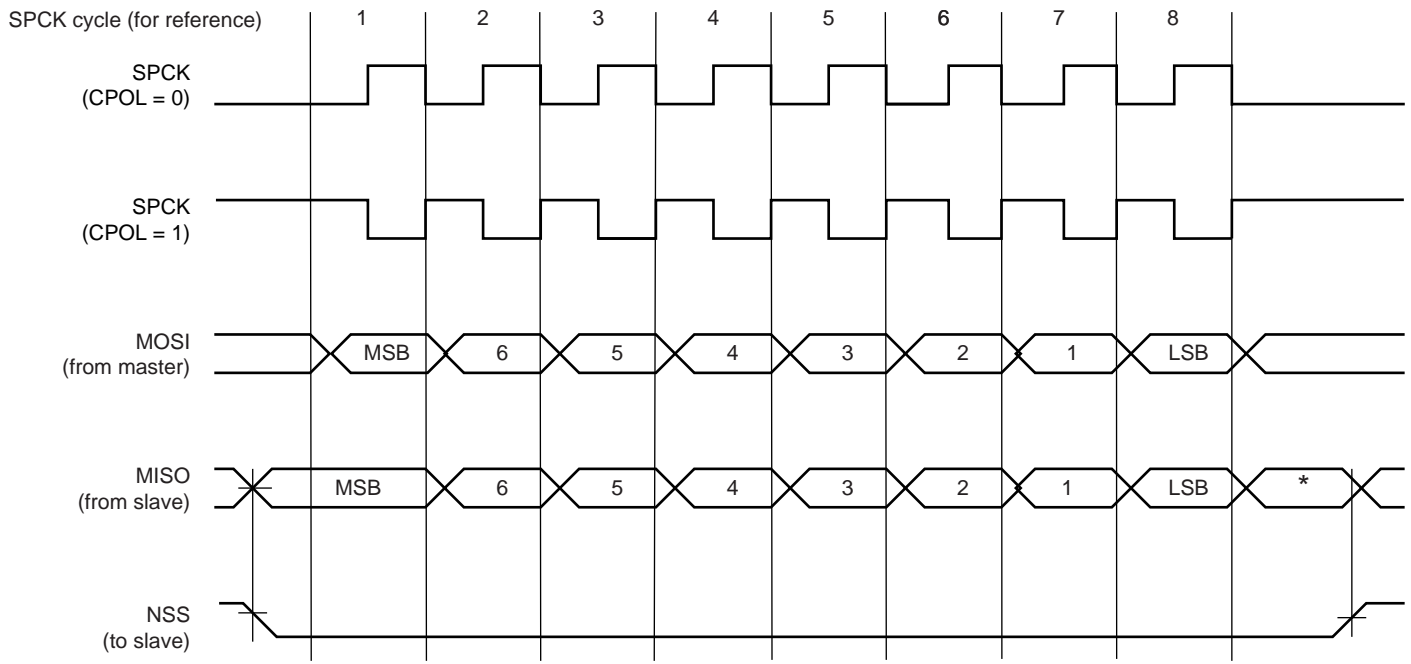 SPCK cycle (for reference) 1 2 3 4 5 6 7 8
SPCK
(CPOL = 0)
SPCK
(CPOL = 1)
MOSI
(from master)
MSB 6 5 4 3 2 1 LSB
MISO
(from slave)
MSB 6 5 4 3 2 1 LSB *
NSS
(to slave)